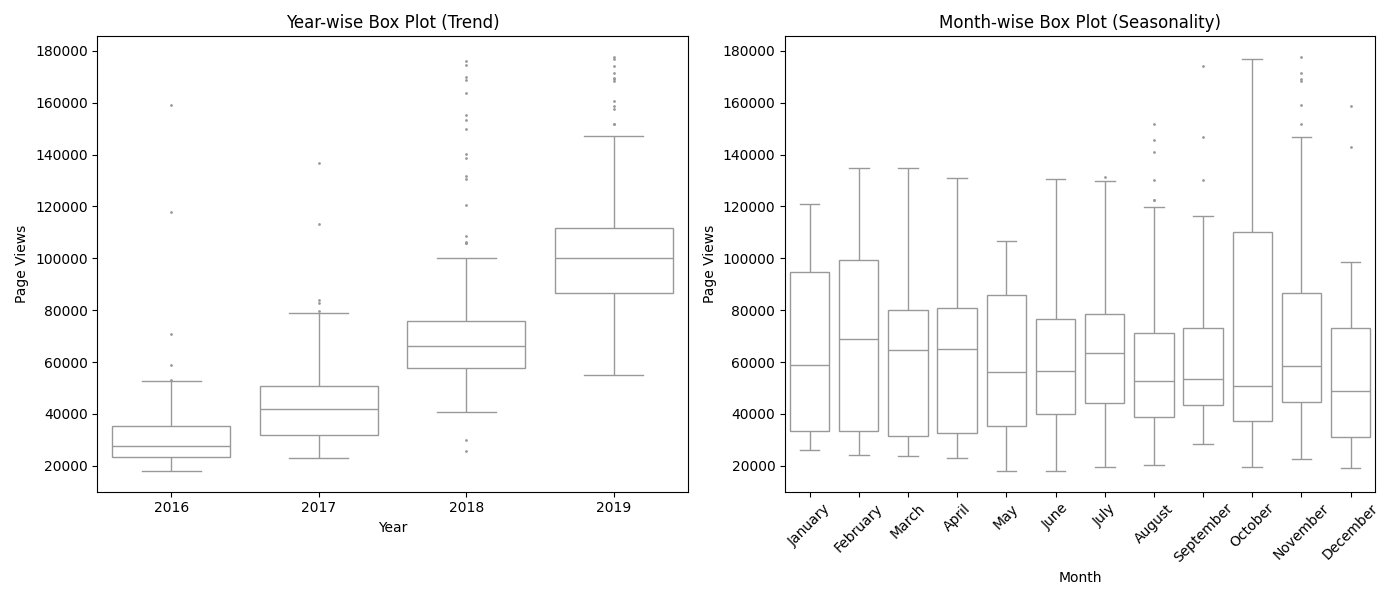 Year-wise Box Plot (Trend)
180000
160000
140000
120000
100000
80000
60000
40000
20000
Page Views
2016 2017 2018 2019
Year
Month-wise Box Plot (Seasonality)
180000
160000
140000
120000
100000
80000
60000
40000
20000
Page Views
January February March April May June July August September October November December
Month